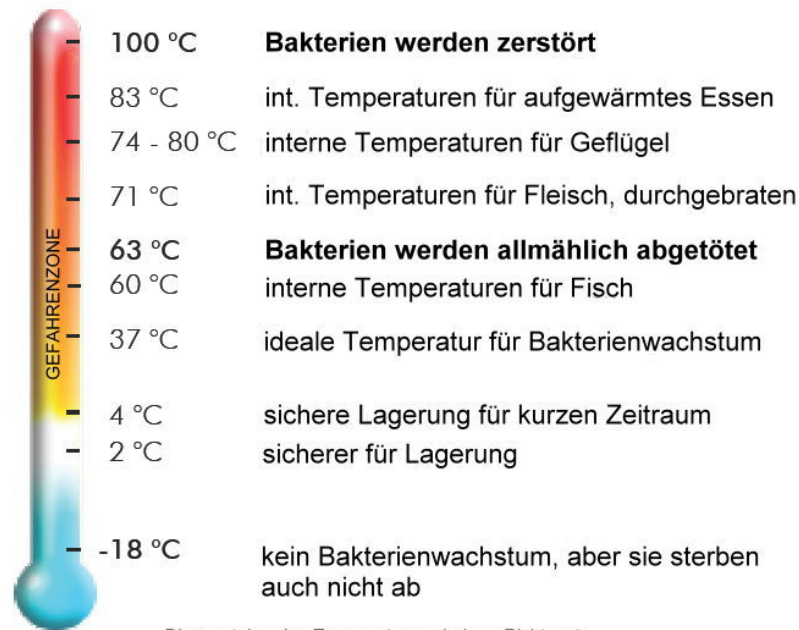 100 °C Bakterien werden zerstört
83 °C int. Temperaturen für aufgewärmtes Essen
74 - 80 °C interne Temperaturen für Geflügel
71 °C int. Temperaturen für Fleisch, durchgebraten
63 °C Bakterien werden allmählich abgetötet
60 °C interne Temperaturen für Fisch
37 °C ideale Temperatur für Bakterienwachstum
4 °C sichere Lagerung für kurzen Zeitraum
2 °C sicherer für Lagerung
-18 °C kein Bakterienwachstum, aber sie sterben
auch nicht ab
GEFAHRENZONE